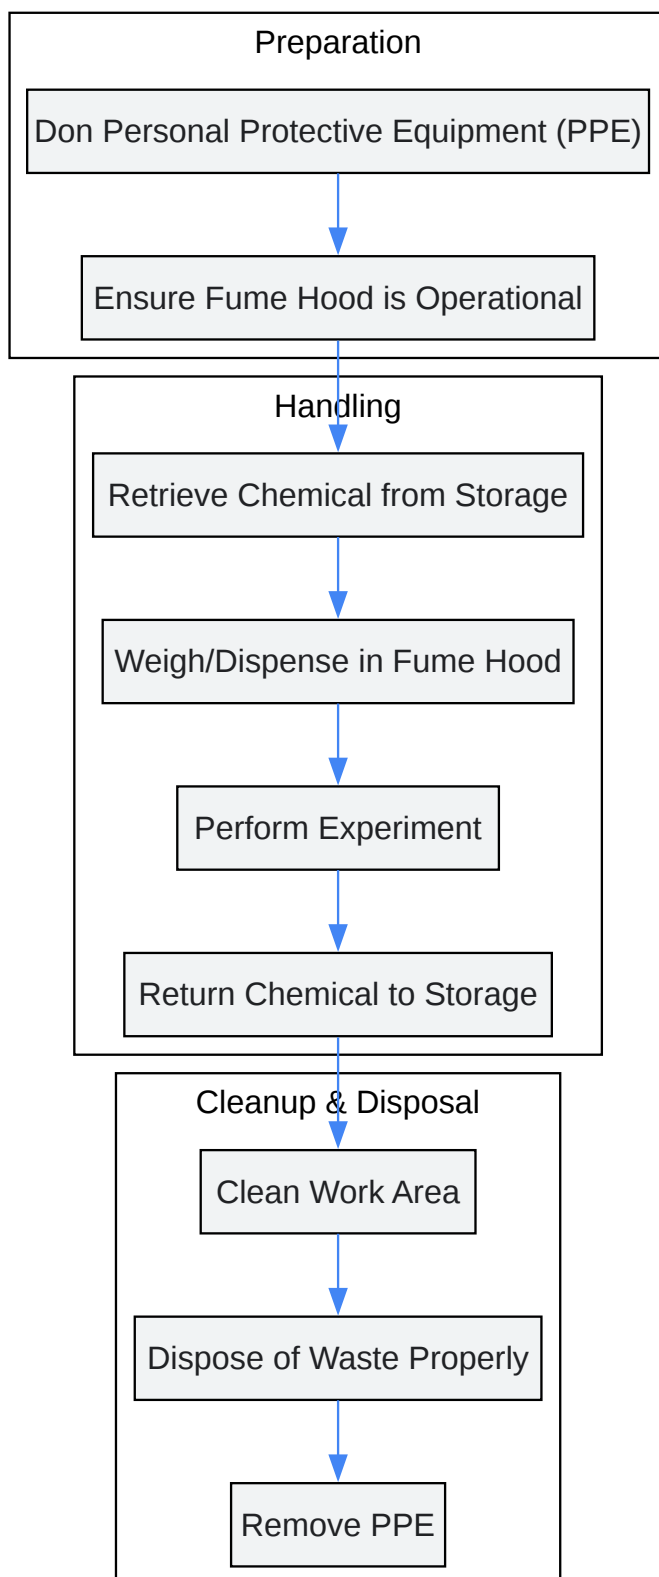 Preparation
Don Personal Protective Equipment (PPE)
Ensure Fume Hood is Operational
Handling
Retrieve Chemical from Storage
Weigh/Dispense in Fume Hood
Perform Experiment
Return Chemical to Storage
Cleanup & Disposal
Clean Work Area
Dispose of Waste Properly
Remove PPE